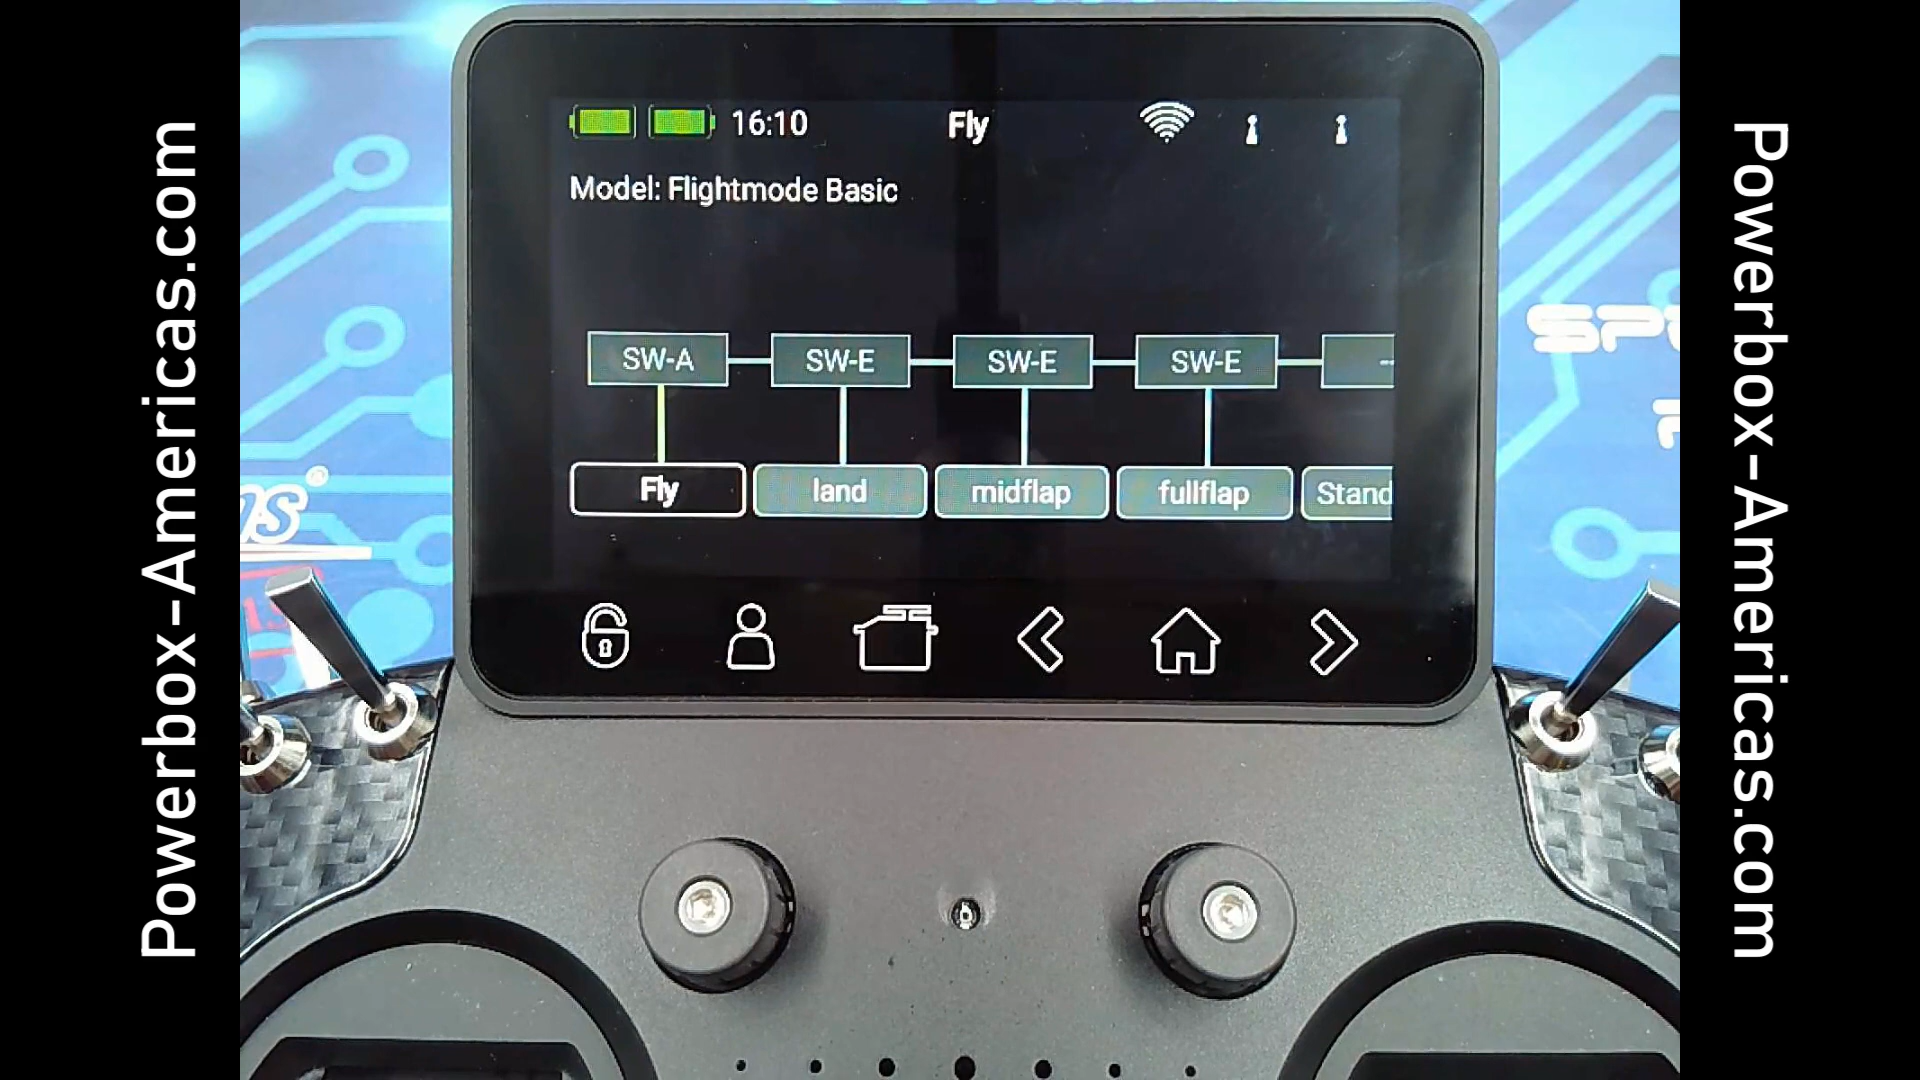 Powerbox-Americas.com
16:10 Fly
Model: Flightmode Basic
SW-A SW-E SW-E SW-E --
Fly land midflap fullflap Stand
Powerbox-Americas.com